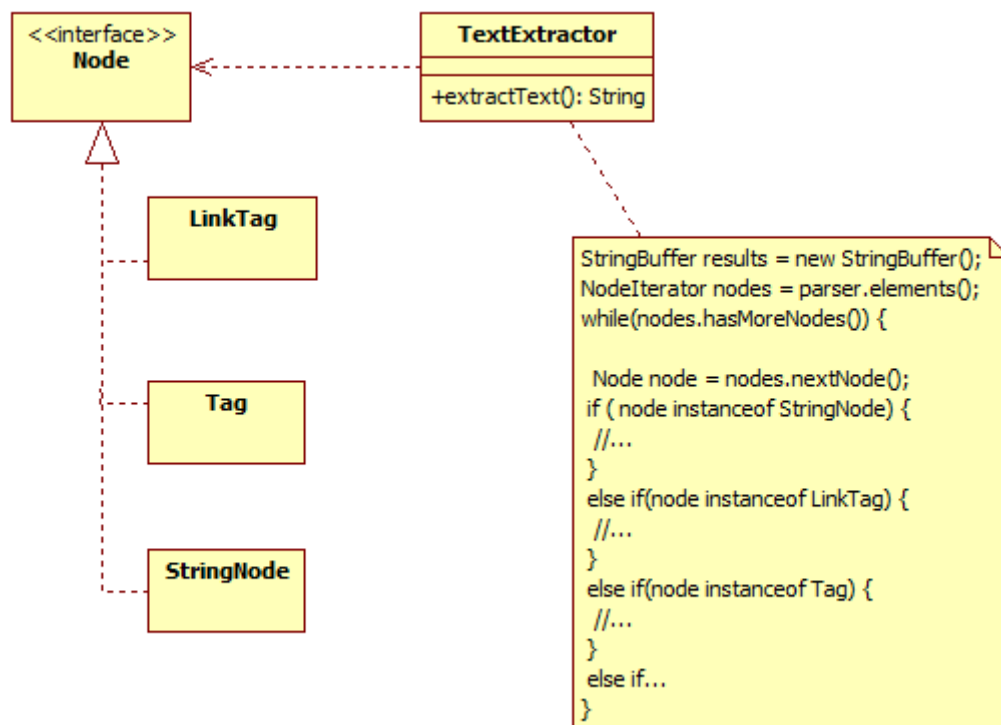 <<interface>>
Node
TextExtractor
+extractText(): String
LinkTag
Tag
StringNode
StringBuffer results = new StringBuffer();
NodeIterator nodes = parser.elements();
while(nodes.hasMoreNodes()) {
Node node = nodes.nextNode();
if ( node instanceof StringNode) {
//...
}
else if(node instanceof LinkTag) {
//...
}
else if(node instanceof Tag) {
//...
}
else if...
}